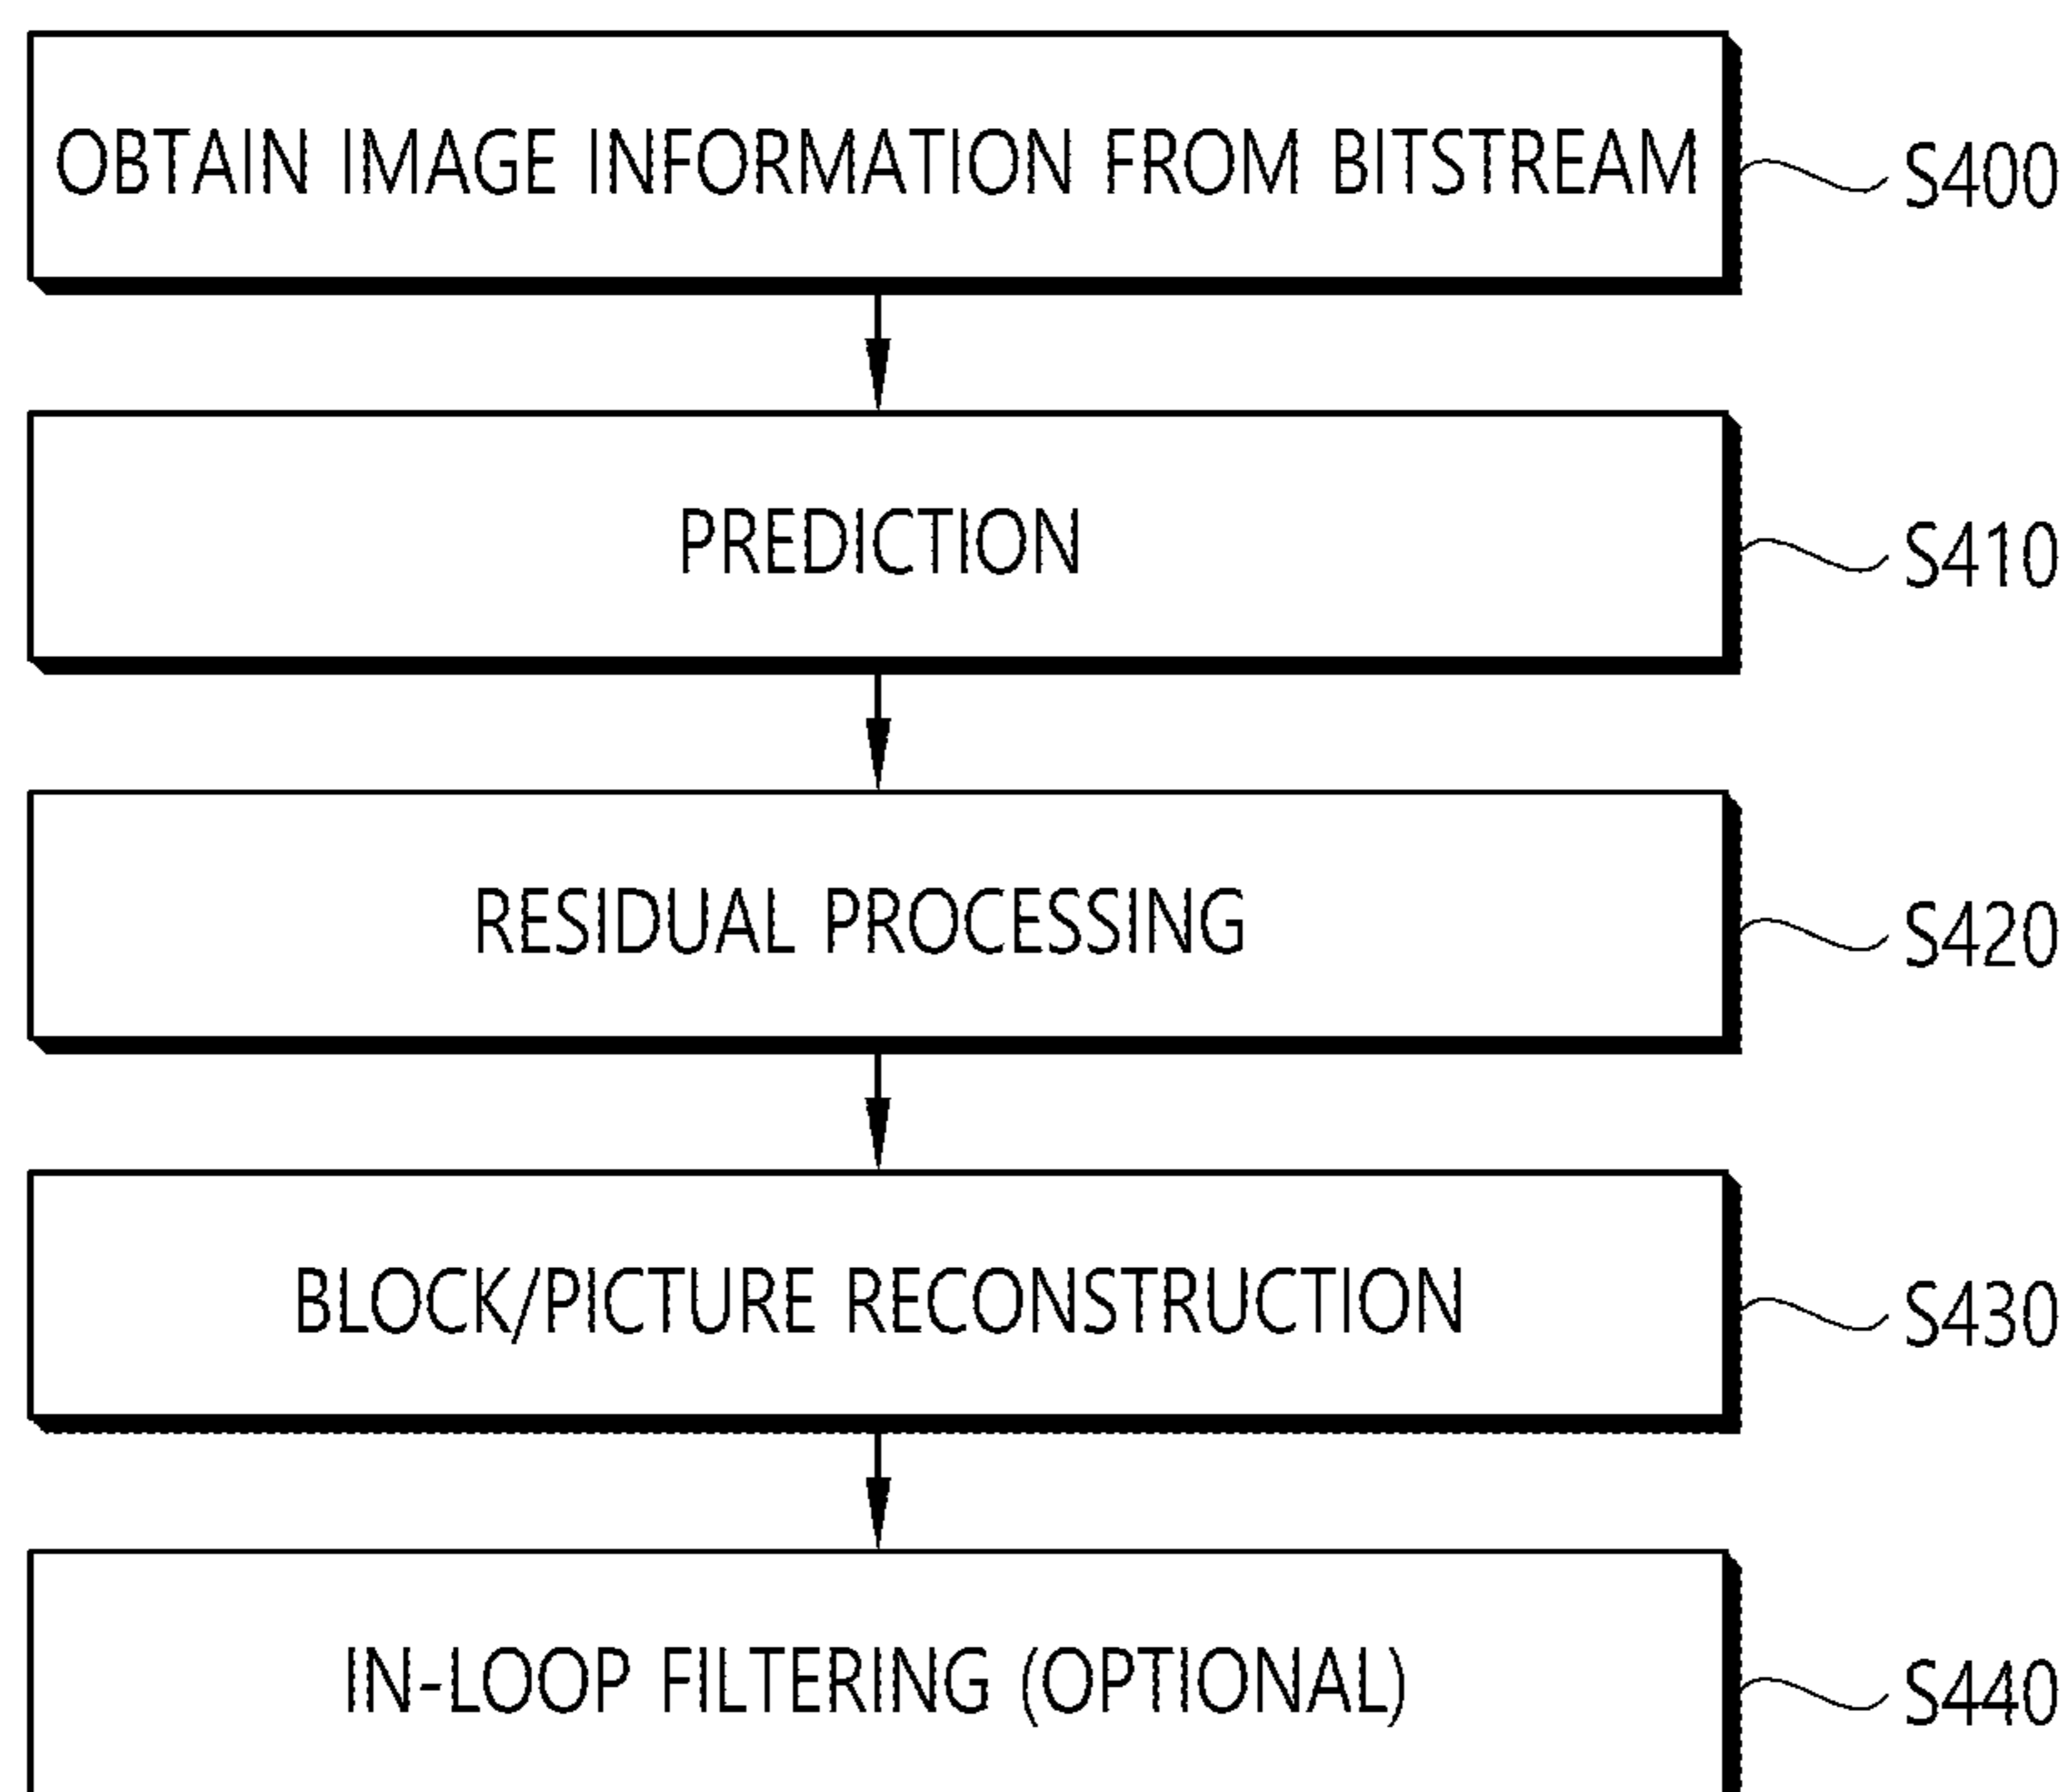 OBTAIN IMAGE INFORMATION FROM BITSTREAM
S400
PREDICTION
S410
RESIDUAL PROCESSING
S420
BLOCK/PICTURE RECONSTRUCTION
S430
IN-LOOP FILTERING (OPTIONAL)
S440